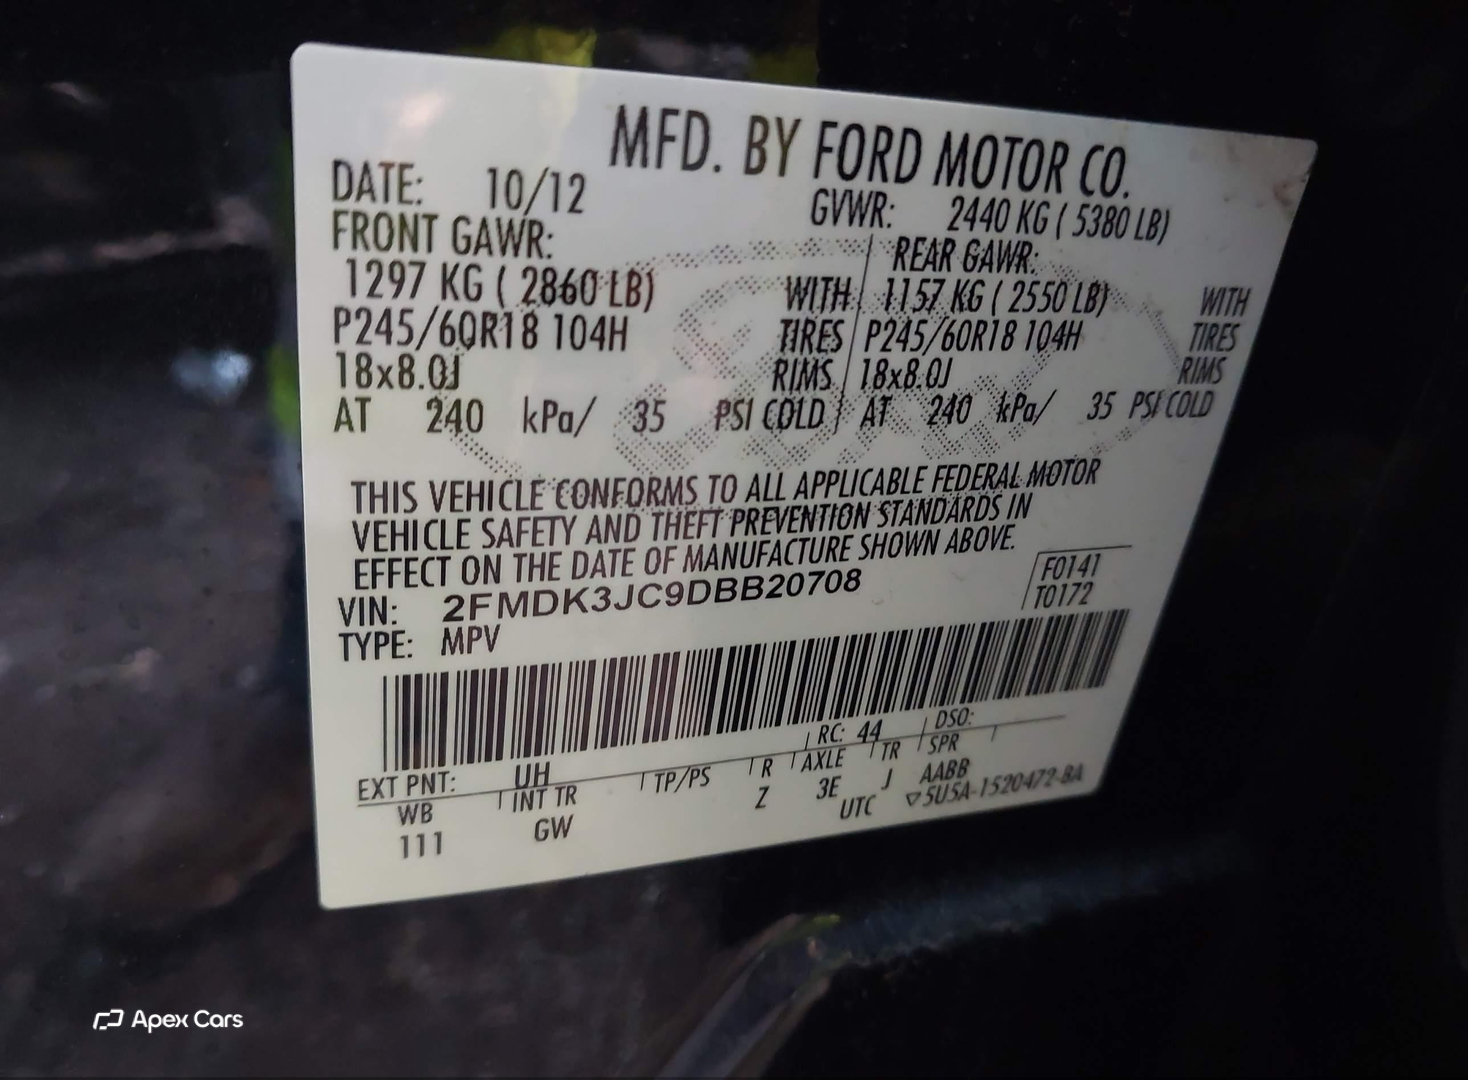 MFD. BY FORD MOTOR CO.
DATE: 10/12 GVWR: 2440 KG ( 5380 LB)
FRONT GAWR: REAR GAWR:
1297 KG ( 2860 LB) WITH 1157 KG ( 2550 LB) WITH
P245/60R18 104H TIRES P245/60R18 104H TIRES
18x8.0J RIMS 18x8.0J RIMS
AT 240 kPa/ 35 PSI COLD AT 240 kPa/ 35 PSI COLD
THIS VEHICLE CONFORMS TO ALL APPLICABLE FEDERAL MOTOR
VEHICLE SAFETY AND THEFT PREVENTION STANDARDS IN
EFFECT ON THE DATE OF MANUFACTURE SHOWN ABOVE.
VIN: 2FMDK3JC9DBB20708 F0141
TYPE: MPV T0172
EXT PNT: UH RC: 44 DSO:
WB INT TR TP/PS R AXLE TR SPR
111 GW Z 3E J AABB
UTC ▽5U5A-1520472-BA
Apex Cars